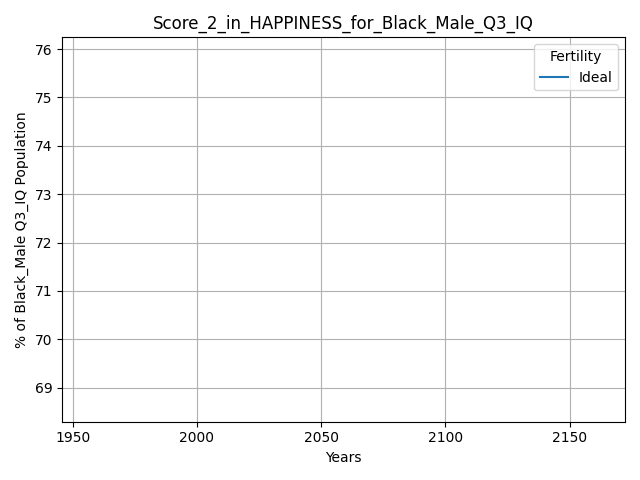 Score_2_in_HAPPINESS_for_Black_Male_Q3_IQ
Fertility
Ideal
% of Black_Male Q3_IQ Population
76
75
74
73
72
71
70
69
1950 2000 2050 2100 2150
Years